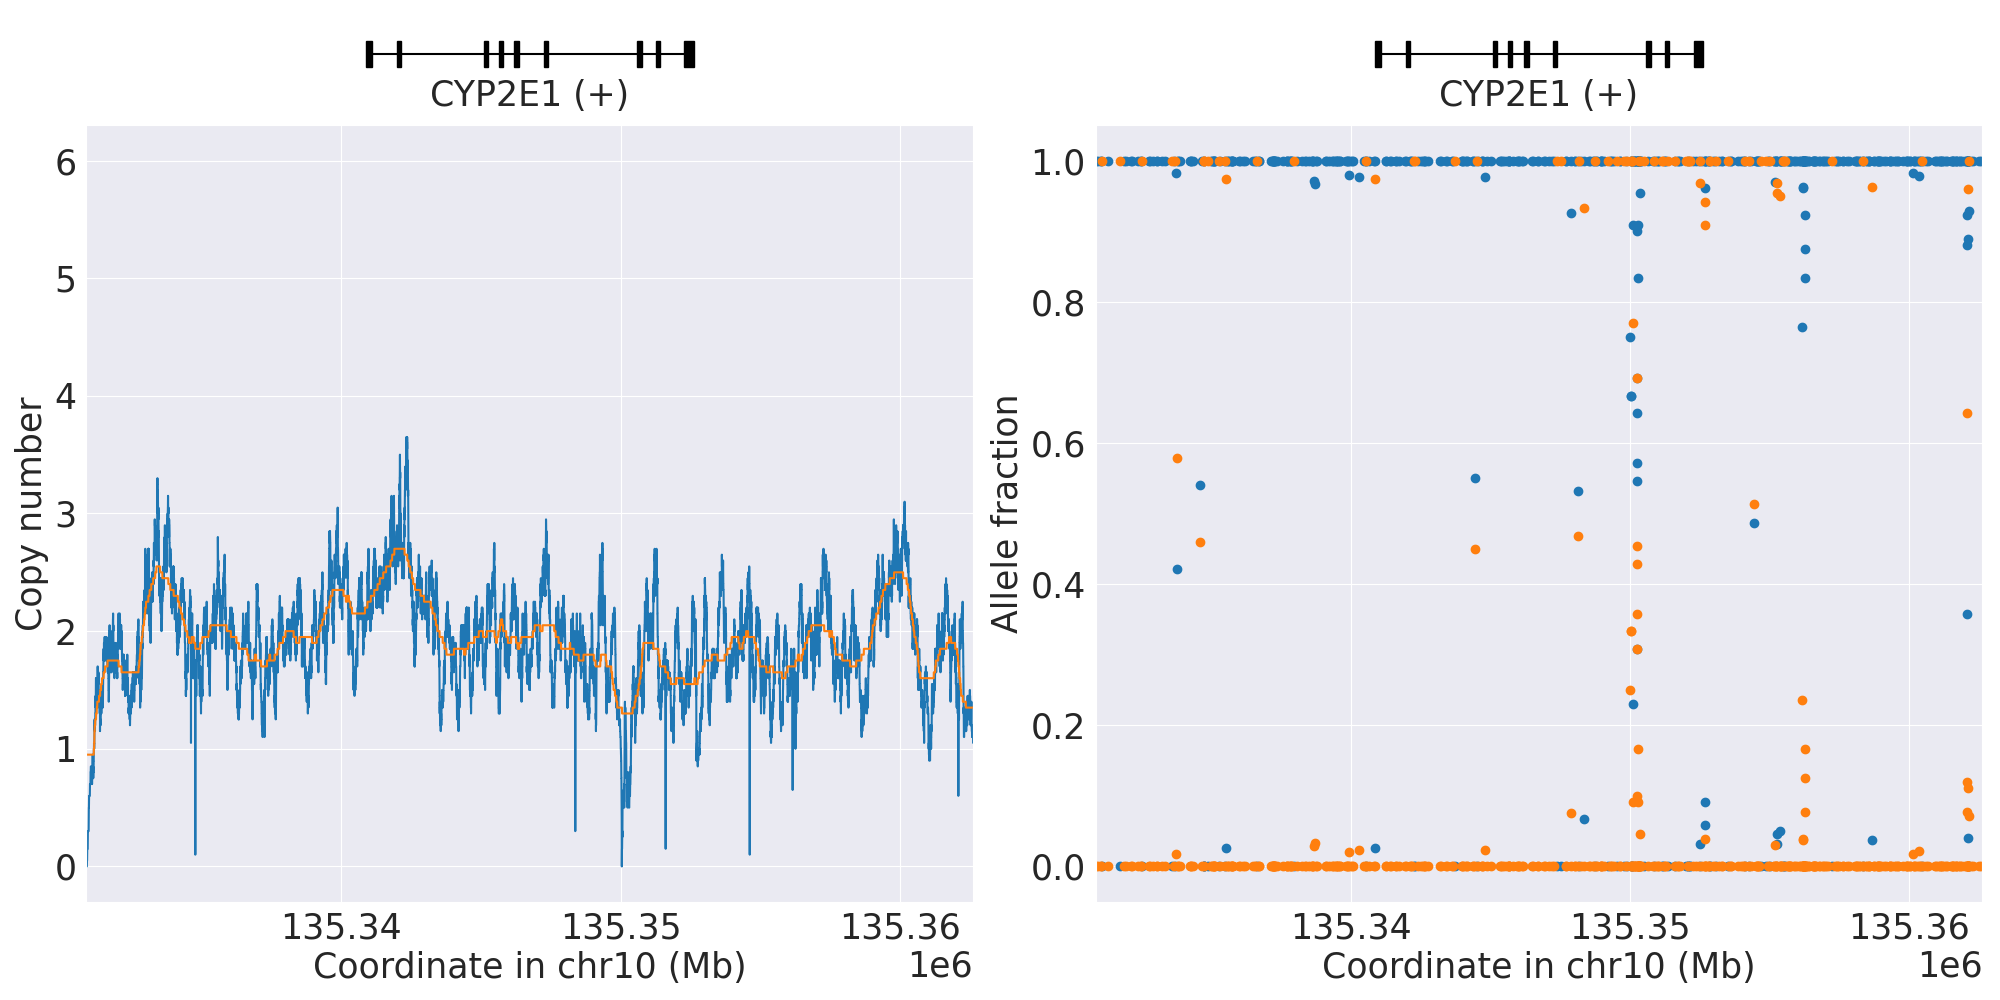 CYP2E1 (+)
CYP2E1 (+)
6
5
4
3
2
1
0
Copy number
135.34 135.35 135.36
Coordinate in chr10 (Mb)
1e6
1.0
0.8
0.6
0.4
0.2
0.0
Allele fraction
135.34 135.35 135.36
Coordinate in chr10 (Mb)
1e6